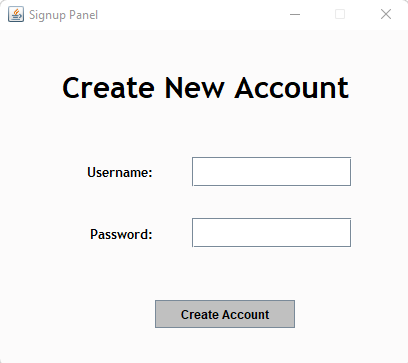 Signup Panel
Create New Account
Username:
Password:
Create Account